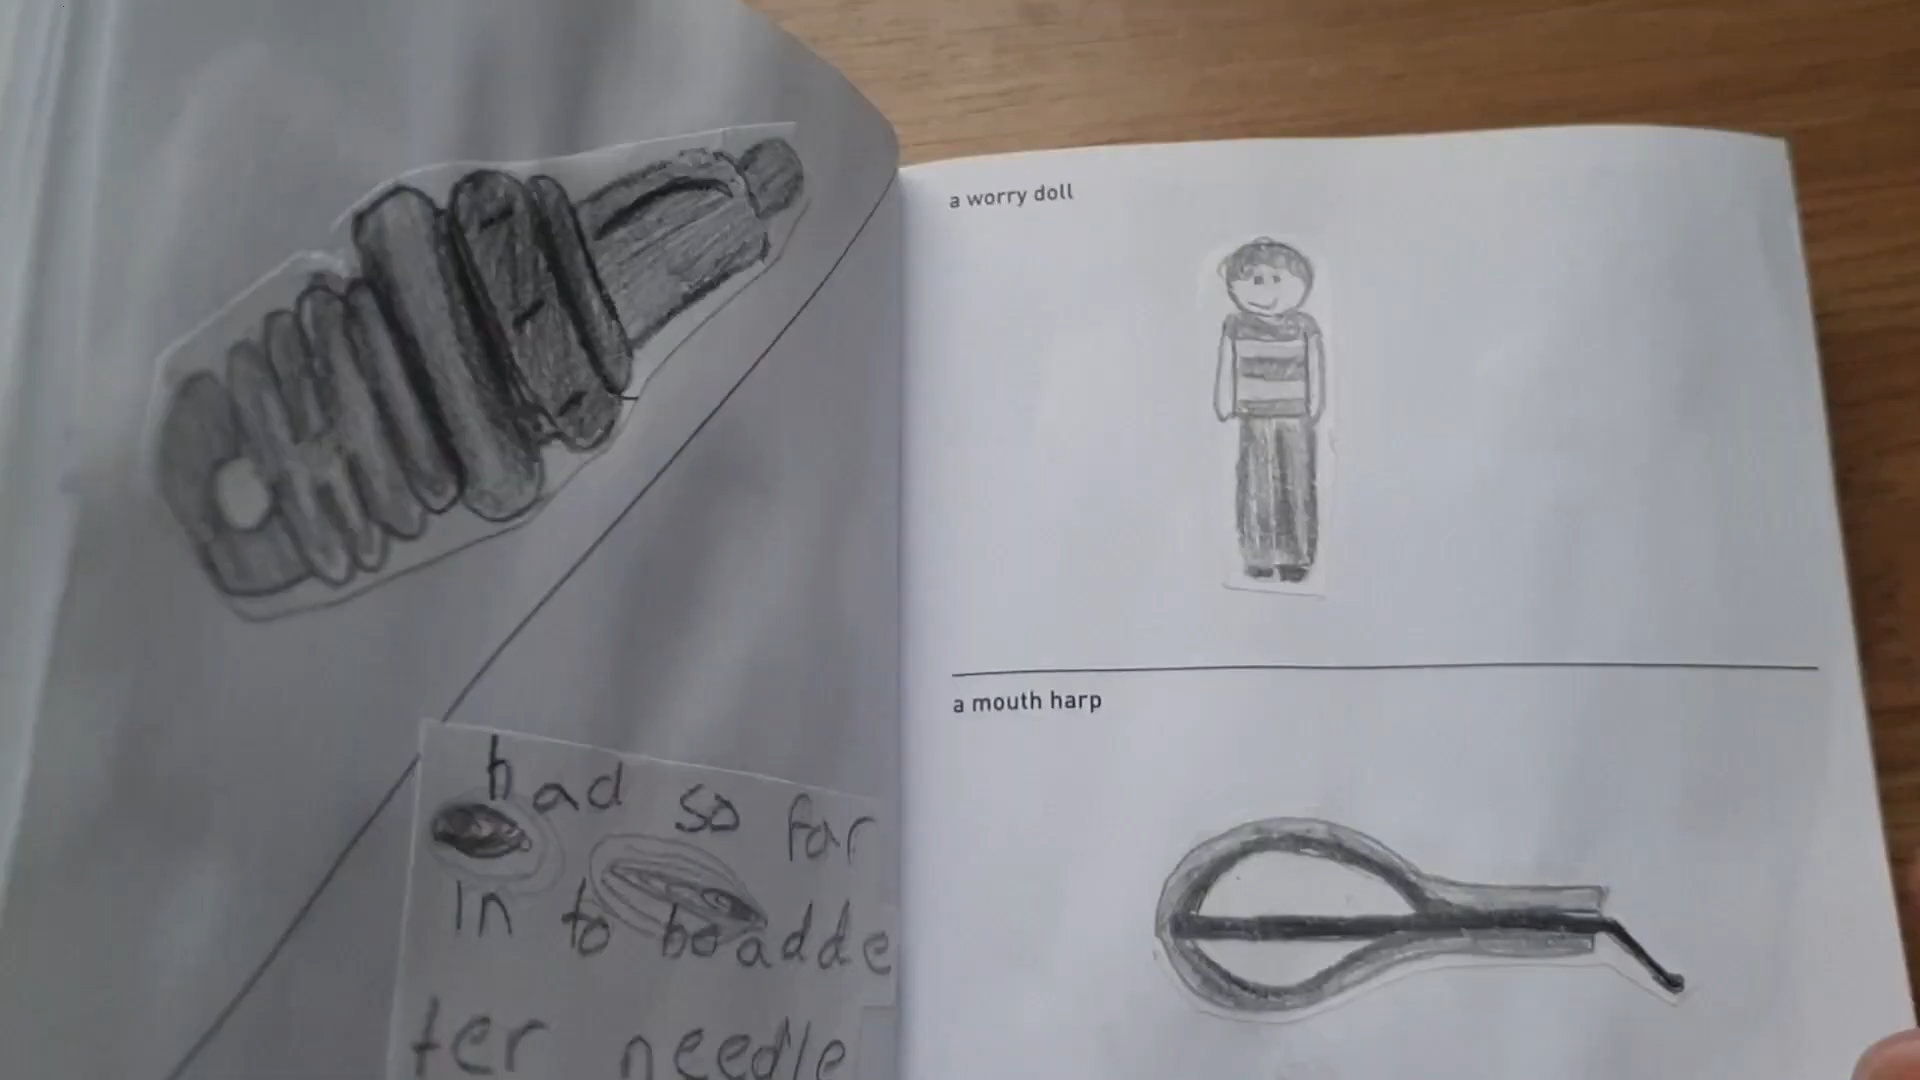 had so far
in to boadde
ter needle
a worry doll
a mouth harp